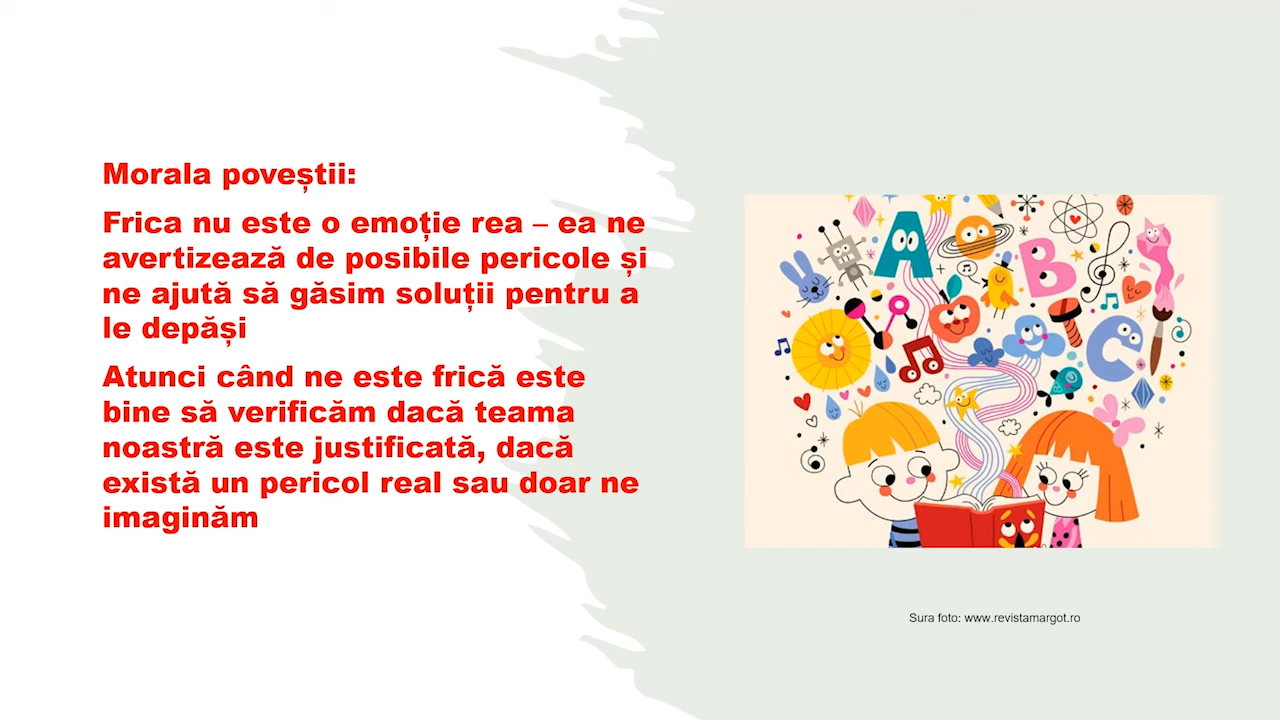 Morala poveștii:
Frica nu este o emoție rea – ea ne
avertizează de posibile pericole și
ne ajută să găsim soluții pentru a
le depăși
Atunci când ne este frică este
bine să verificăm dacă teama
noastră este justificată, dacă
există un pericol real sau doar ne
imaginăm
A
B
C
Sura foto: www.revistamargot.ro